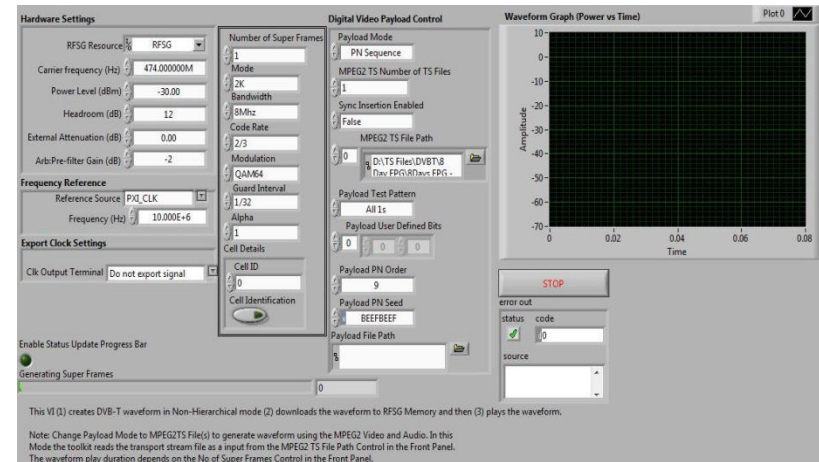 Hardware Settings
RFSG Resource RFSG
Carrier frequency (Hz) 474.000000M
Power Level (dBm) -30.00
Headroom (dB) 12
External Attenuation (dB) 0.00
Arb:Pre-filter Gain (dB) -2
Frequency Reference
Reference Source PXI_CLK
Frequency (Hz) 10.000E+6
Export Clock Settings
Clk Output Terminal Do not export signal
Enable Status Update Progress Bar
Generating Super Frames
0
Number of Super Frames
1
Mode
2K
Bandwidth
8Mhz
Code Rate
2/3
Modulation
QAM64
Guard Interval
1/32
Alpha
1
Cell Details
Cell ID
0
Cell Identification
Digital Video Payload Control
Payload Mode
PN Sequence
MPEG2 TS Number of TS Files
1
Sync Insertion Enabled
False
MPEG2 TS File Path
0 D:\TS Files\DVBT\8
Day EPG\8Days EPG -
Payload Test Pattern
All 1s
Payload User Defined Bits
0 0 0
Payload PN Order
9
Payload PN Seed
BEEFBEEF
Payload File Path
Waveform Graph (Power vs Time)
Plot 0
10-
0-
-10-
-20-
-30-
-40-
-50-
-60-
-70-
Amplitude
0 0.02 0.04 0.06 0.08
Time
STOP
error out
status code
0
source
This VI (1) creates DVB-T waveform in Non-Hierarchical mode (2) downloads the waveform to RFSG Memory and then (3) plays the waveform.
Note: Change Payload Mode to MPEG2TS File(s) to generate waveform using the MPEG2 Video and Audio. In this
Mode the toolkit reads the transport stream file as a input from the MPEG2 TS File Path Control in the Front Panel.
The waveform play duration depends on the No of Super Frames Control in the Front Panel.